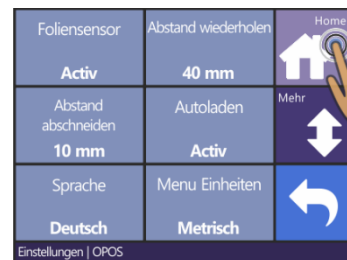 Foliensensor
Activ
Abstand wiederholen
40 mm
Home
Abstand
abschneiden
10 mm
Autoladen
Activ
Mehr
Sprache
Deutsch
Menu Einheiten
Metrisch
Einstellungen | OPOS